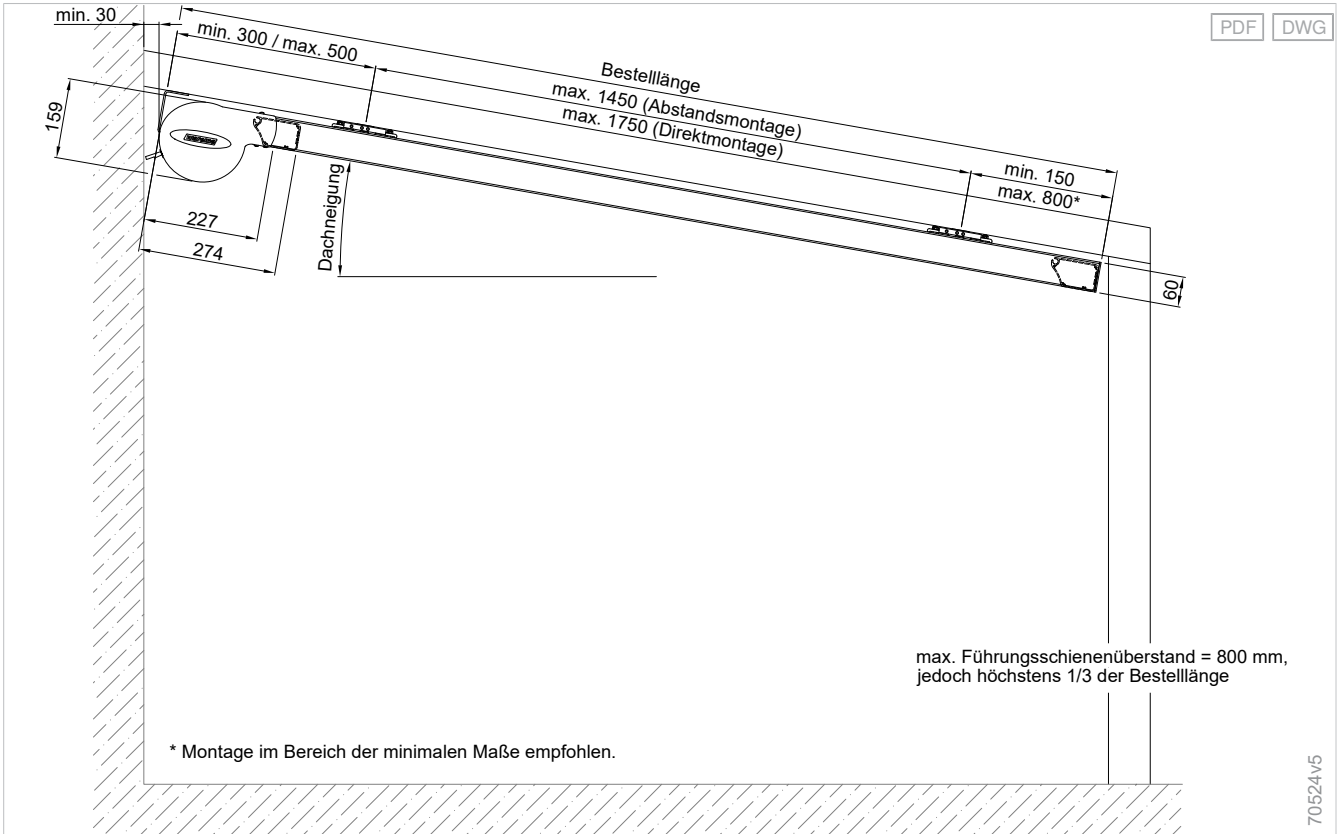 min. 30
PDF
DWG
min. 300 / max. 500
Bestelllänge
max. 1450 (Abstandsmontage)
max. 1750 (Direktmontage)
159
min. 150
max. 800*
227
274
Dachneigung
60
max. Führungsschienenüberstand = 800 mm,
jedoch höchstens 1/3 der Bestelllänge
* Montage im Bereich der minimalen Maße empfohlen.
70524v5